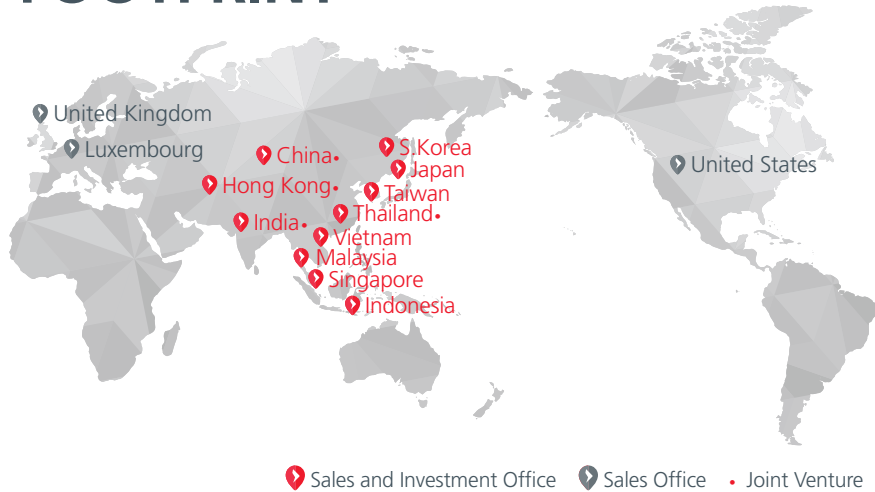 FOOTPRINT
United Kingdom
Luxembourg
China•
S.Korea
Japan
Hong Kong•
Taiwan
United States
India•
Thailand•
Vietnam
Malaysia
Singapore
Indonesia
Sales and Investment Office
Sales Office
• Joint Venture